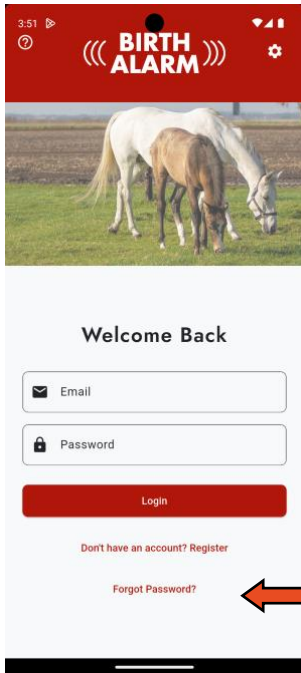 3:51
BIRTH
ALARM
Welcome Back
Email
Password
Login
Don't have an account? Register
Forgot Password?